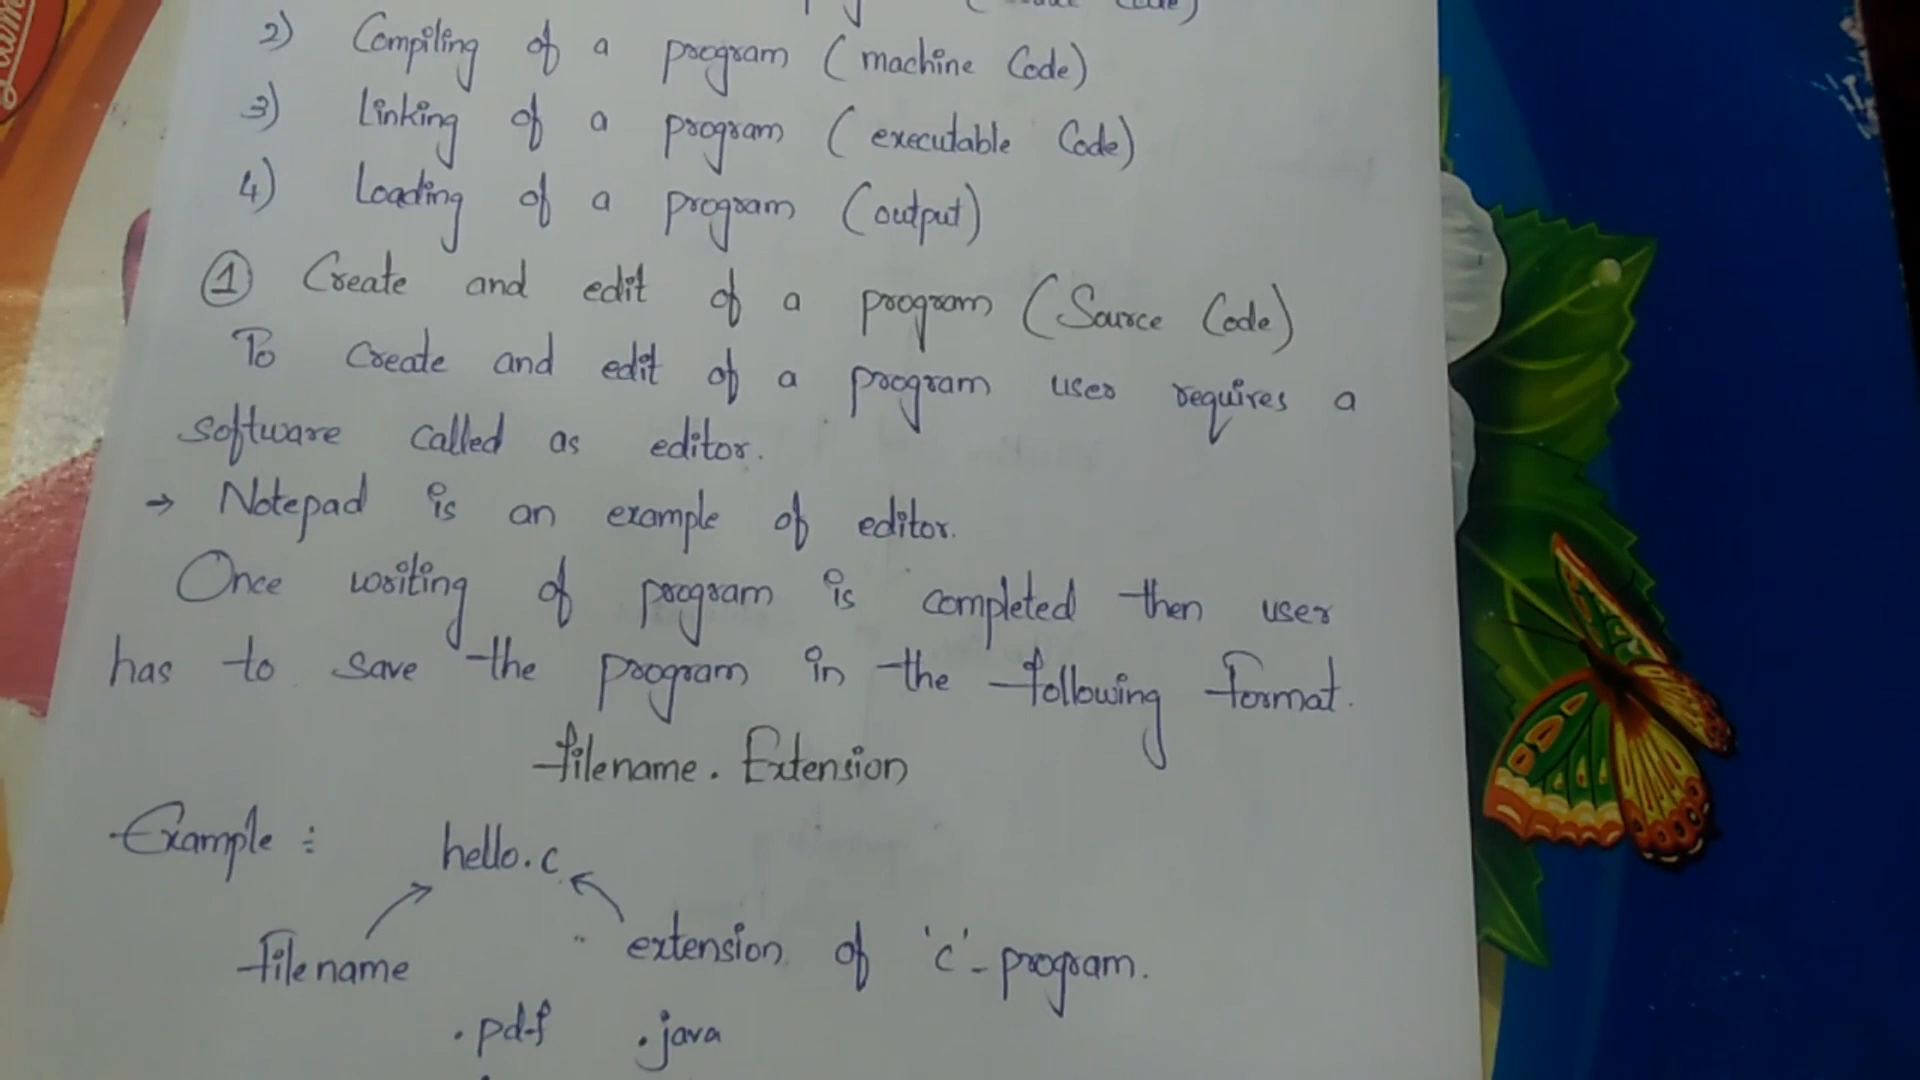 2) Compiling of a program (machine Code)
3) Linking of a program (executable Code)
4) Loading of a program (output)
① Create and edit of a program (Source Code)
To create and edit of a program user requires a
software called as editor.
→ Notepad is an example of editor.
Once writing of program is completed then user
has to save the program in the following format.
filename. Extension
Example :
hello.c
filename
extension of 'c'- program.
.pdf .java